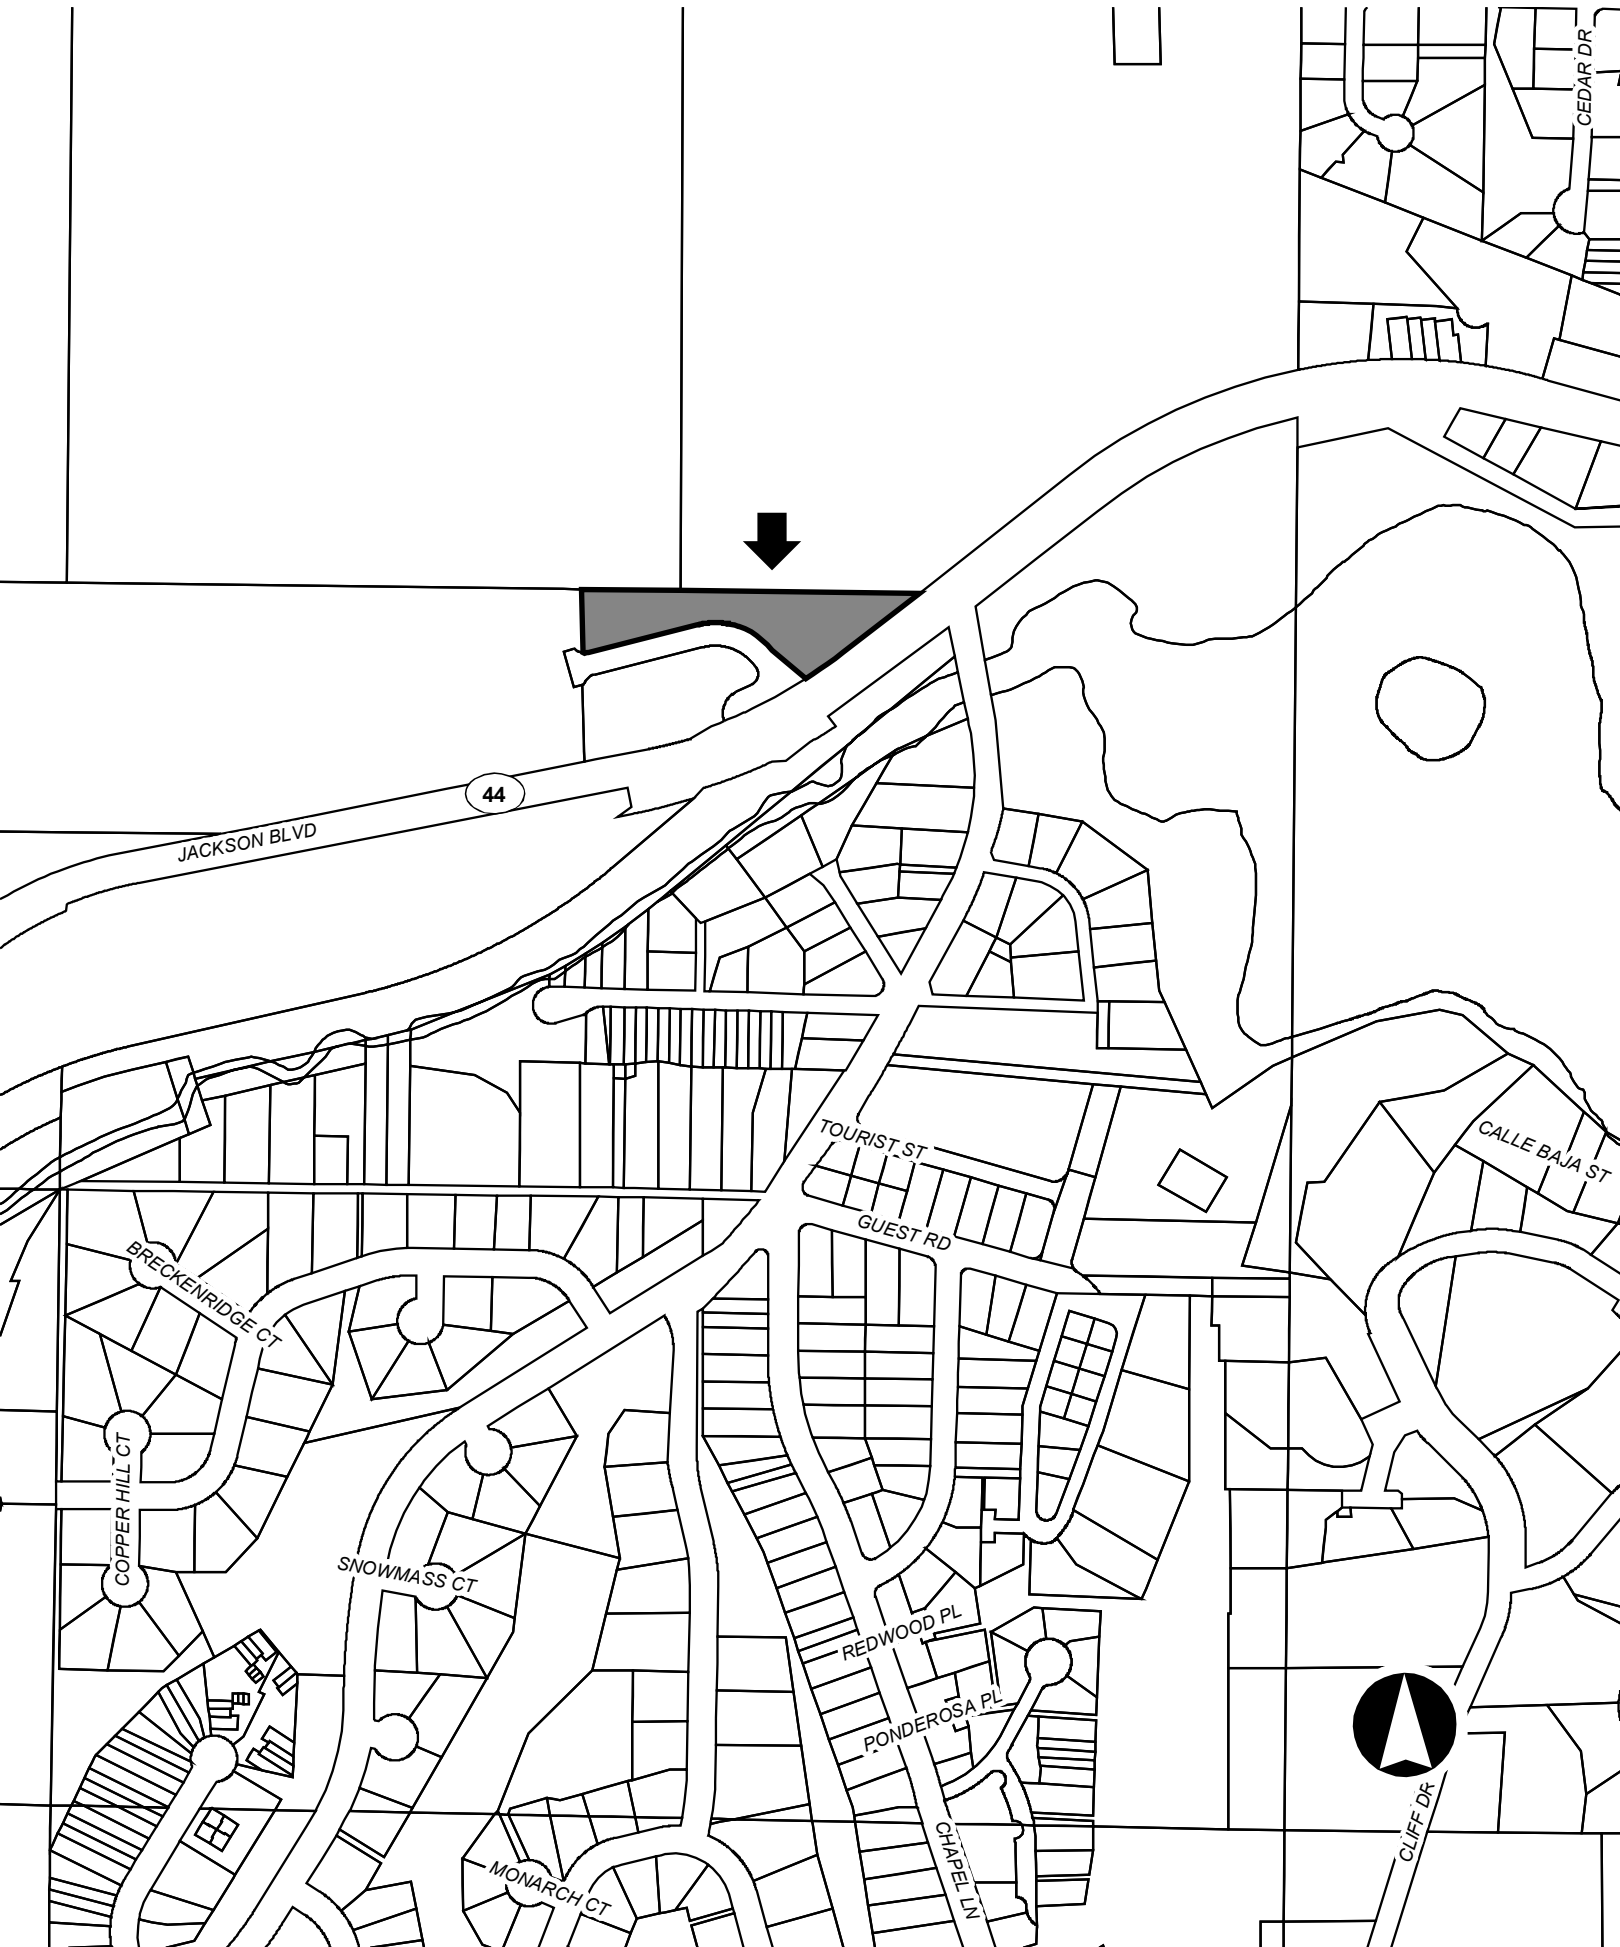 CEDAR DR
44
JACKSON BLVD
TOURIST ST
CALLE BAJA ST
GUEST RD
BRECKENRIDGE CT
COPPER HILL CT
SNOWMASS CT
REDWOOD PL
PONDEROSA PL
CLIFF DR
CHAPEL LN
MONARCH CT